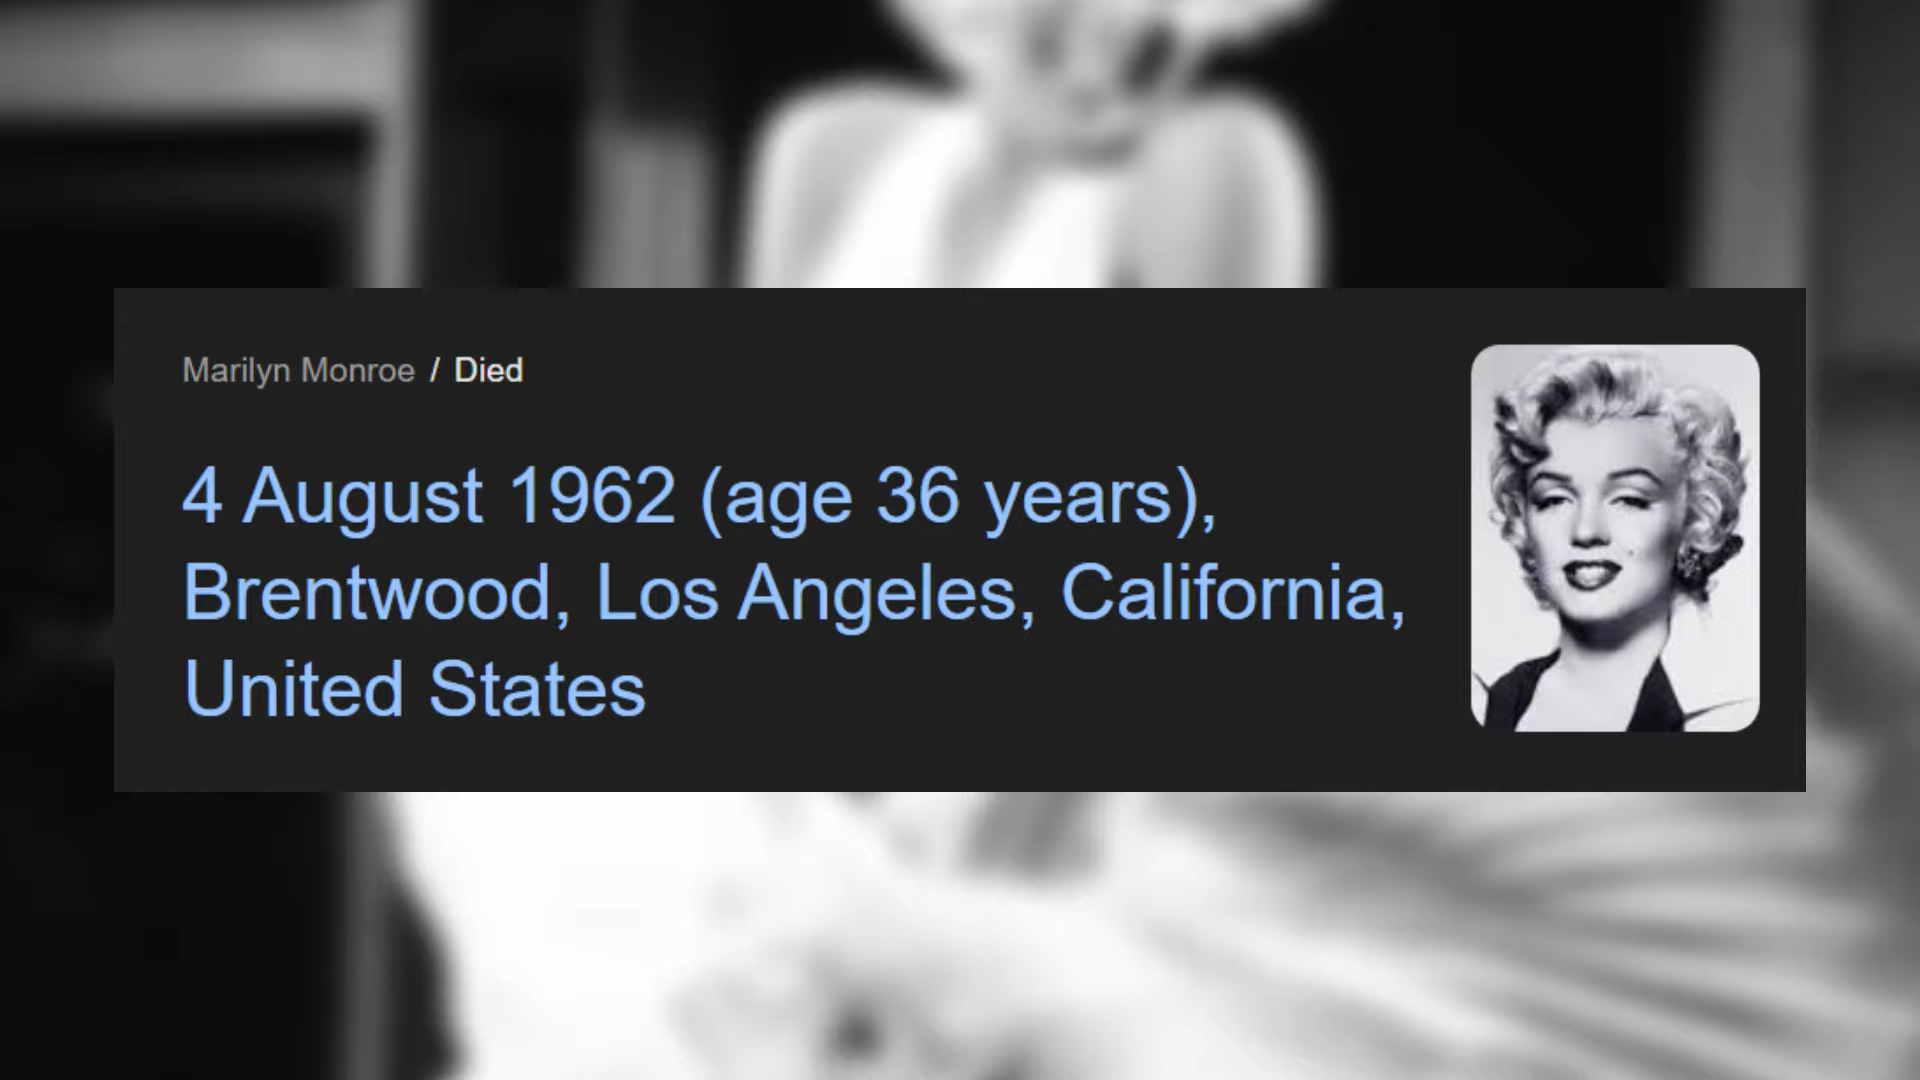 Marilyn Monroe / Died
4 August 1962 (age 36 years),
Brentwood, Los Angeles, California,
United States